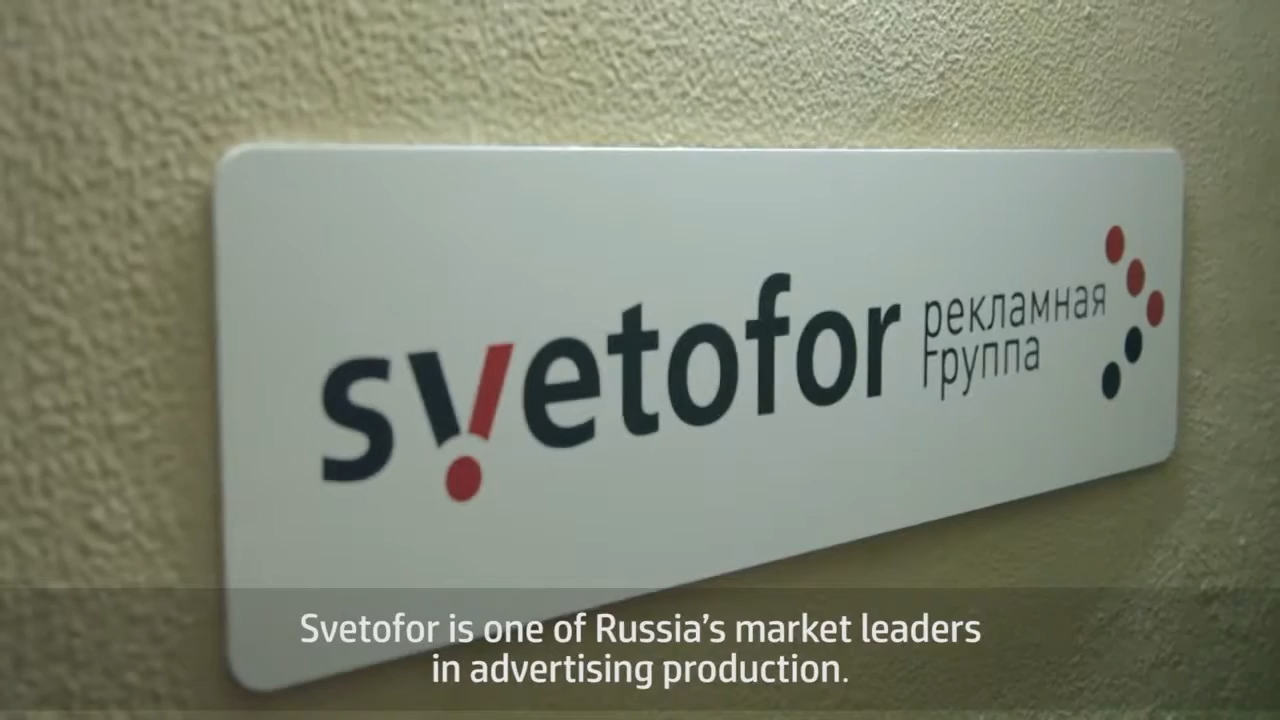 svetofor рекламная
группа
Svetofor is one of Russia's market leaders
in advertising production.